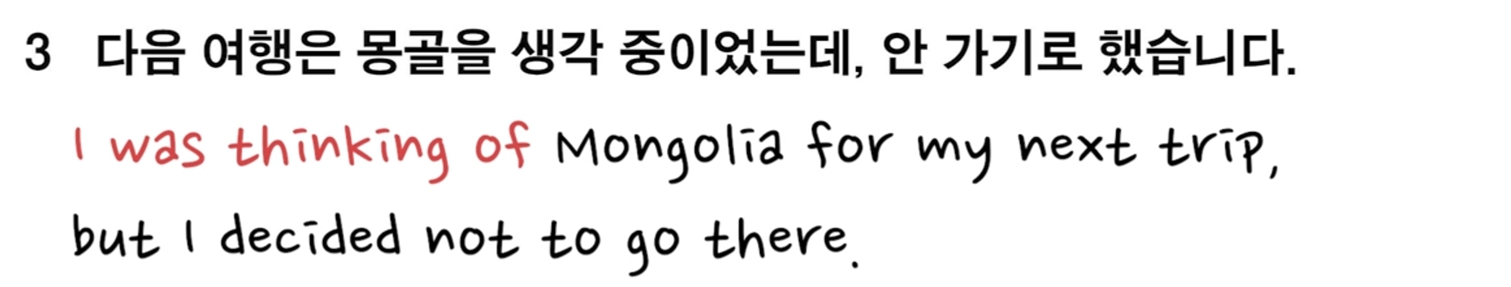 3 다음 여행은 몽골을 생각 중이었는데, 안 가기로 했습니다.
I was thinking of Mongolia for my next trip,
but I decided not to go there.